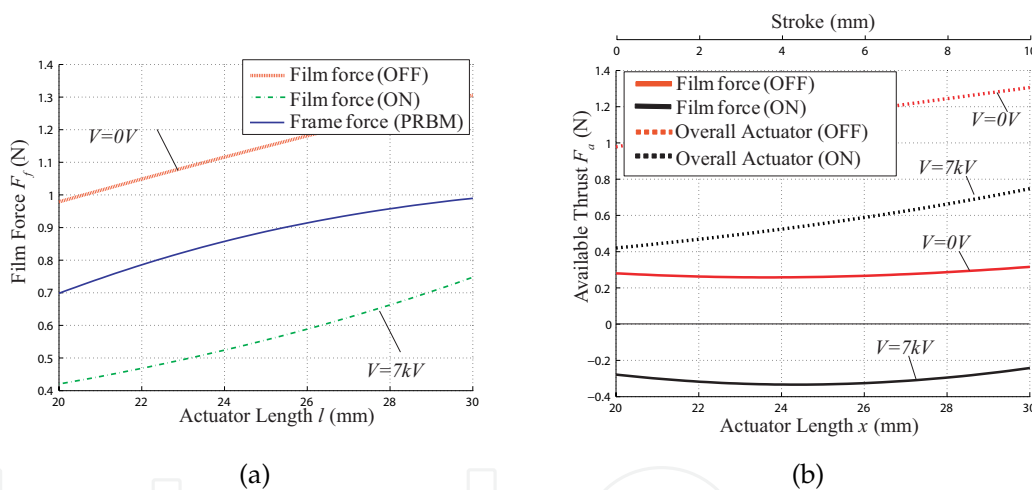 Film force (OFF)
Film force (ON)
Frame force (PRBM)
V=0V
V=7kV
Film Force F_f (N)
1.4
1.3
1.2
1.1
1
0.9
0.8
0.7
0.6
0.5
0.4
20 22 24 26 28 30
Actuator Length l (mm)
(a)
Stroke (mm)
0 2 4 6 8 10
Film force (OFF)
Film force (ON)
Overall Actuator (OFF)
Overall Actuator (ON)
V=0V
V=7kV
V=0V
V=7kV
Available Thrust F_a (N)
1.4
1.2
1
0.8
0.6
0.4
0.2
0
−0.2
−0.4
20 22 24 26 28 30
Actuator Length x (mm)
(b)